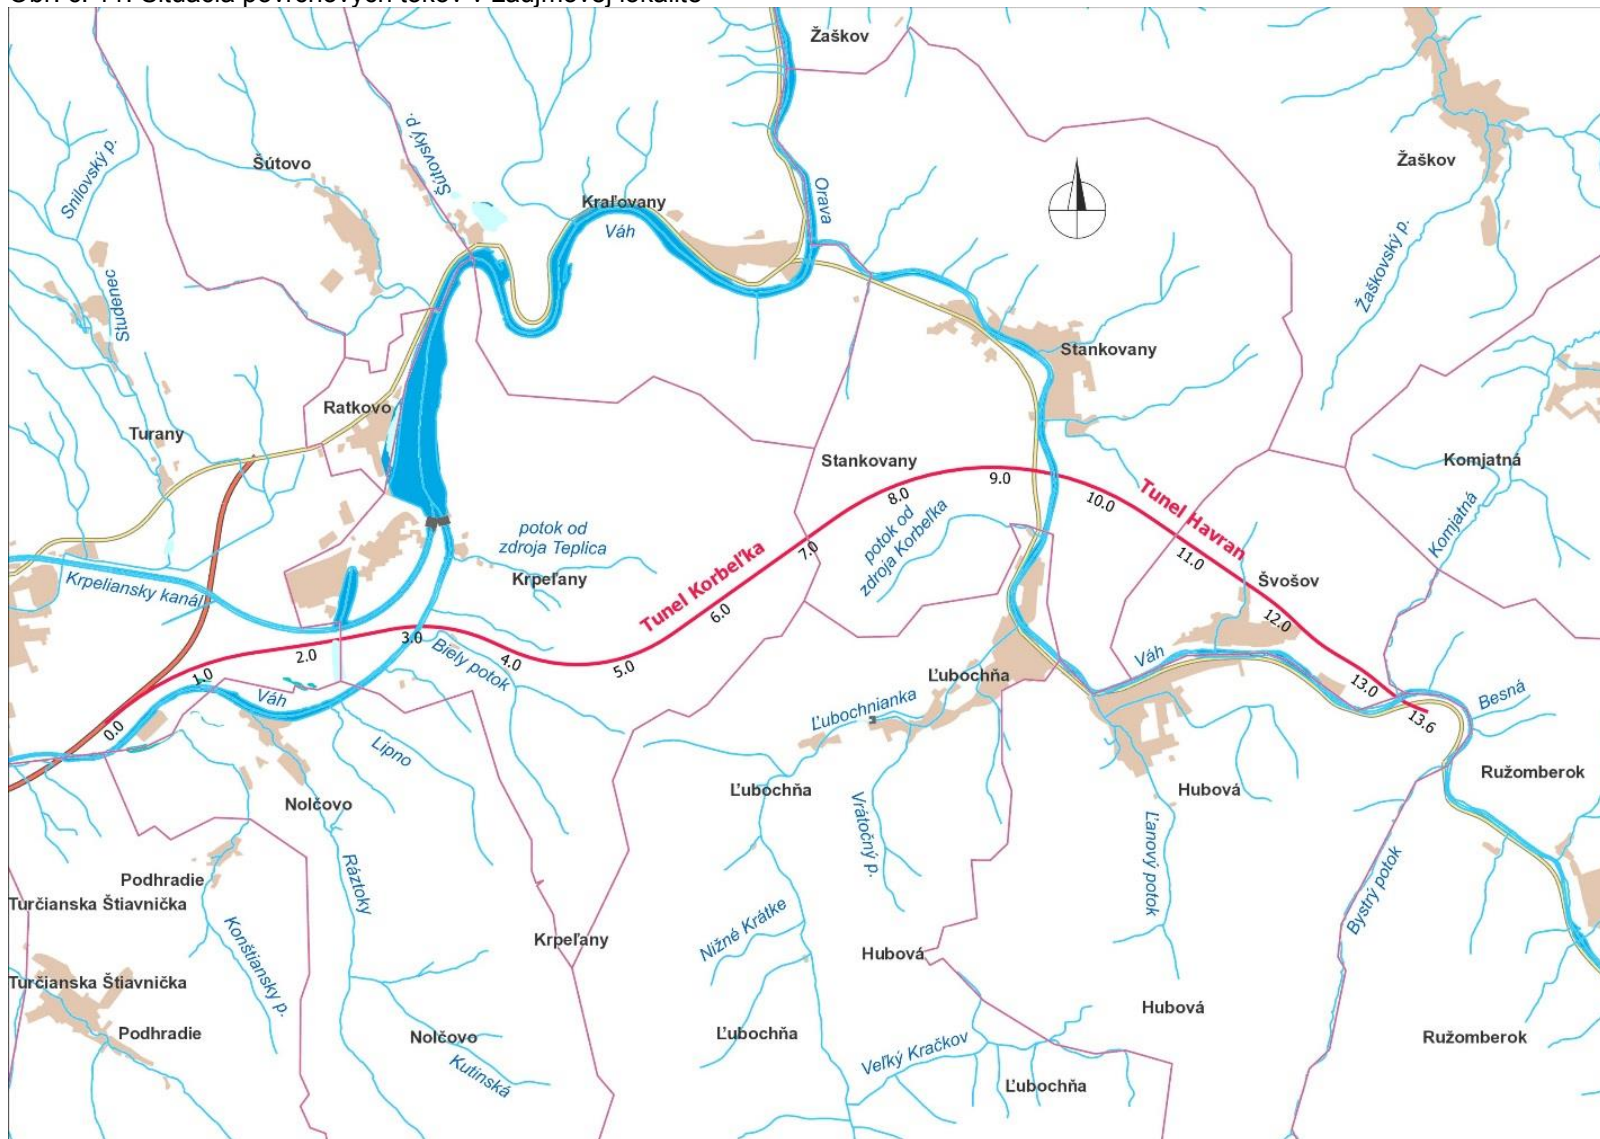 Žaškov
Šútovský p.
Snilovský p.
Šútovo
Žaškov
Kraľovany
Orava
Váh
Studenec
Žaškovský p.
Stankovany
Ratkovo
Turany
Stankovany
Komjatná
9.0
8.0
10.0
Tunel Havran
potok od
zdroja Korbeľka
Komjatná
potok od
zdroja Teplica
Krpeľany
7.0
11.0
Krpeliansky kanál
Tunel Korbeľka
6.0
Švošov
12.0
3.0
2.0
4.0
5.0
Biely potok
1.0
Váh
Váh
Ľubochňa
13.0
13.6
Besná
0.0
Ľubochnianka
Lipno
Ružomberok
Nolčovo
Ľubochňa
Hubová
Vrátočný p.
Ľanový potok
Podhradie
Turčianska Štiavnička
Ráztoky
Bystrý potok
Konštiansky p.
Nižné Krátke
Krpeľany
Hubová
Turčianska Štiavnička
Hubová
Podhradie
Nolčovo
Ľubochňa
Ružomberok
Kutinská
Veľký Kračkov
Ľubochňa